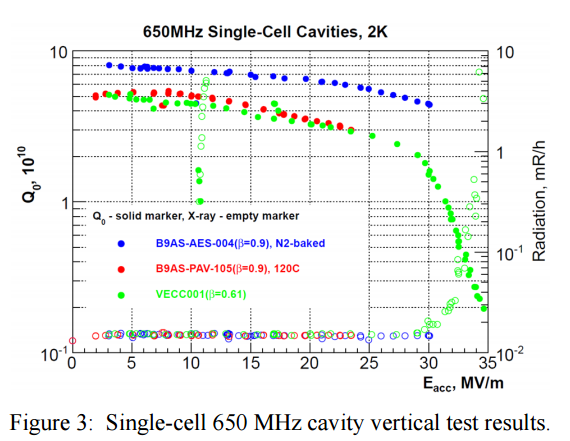 650MHz Single-Cell Cavities, 2K
10
10
Q0, 10^10
1
1
Radiation, mR/h
Q0 - solid marker, X-ray - empty marker
B9AS-AES-004(β=0.9), N2-baked
B9AS-PAV-105(β=0.9), 120C
VECC001(β=0.61)
10^-1
10^-1
10^-2
0 5 10 15 20 25 30 35
Eacc, MV/m
Figure 3: Single-cell 650 MHz cavity vertical test results.